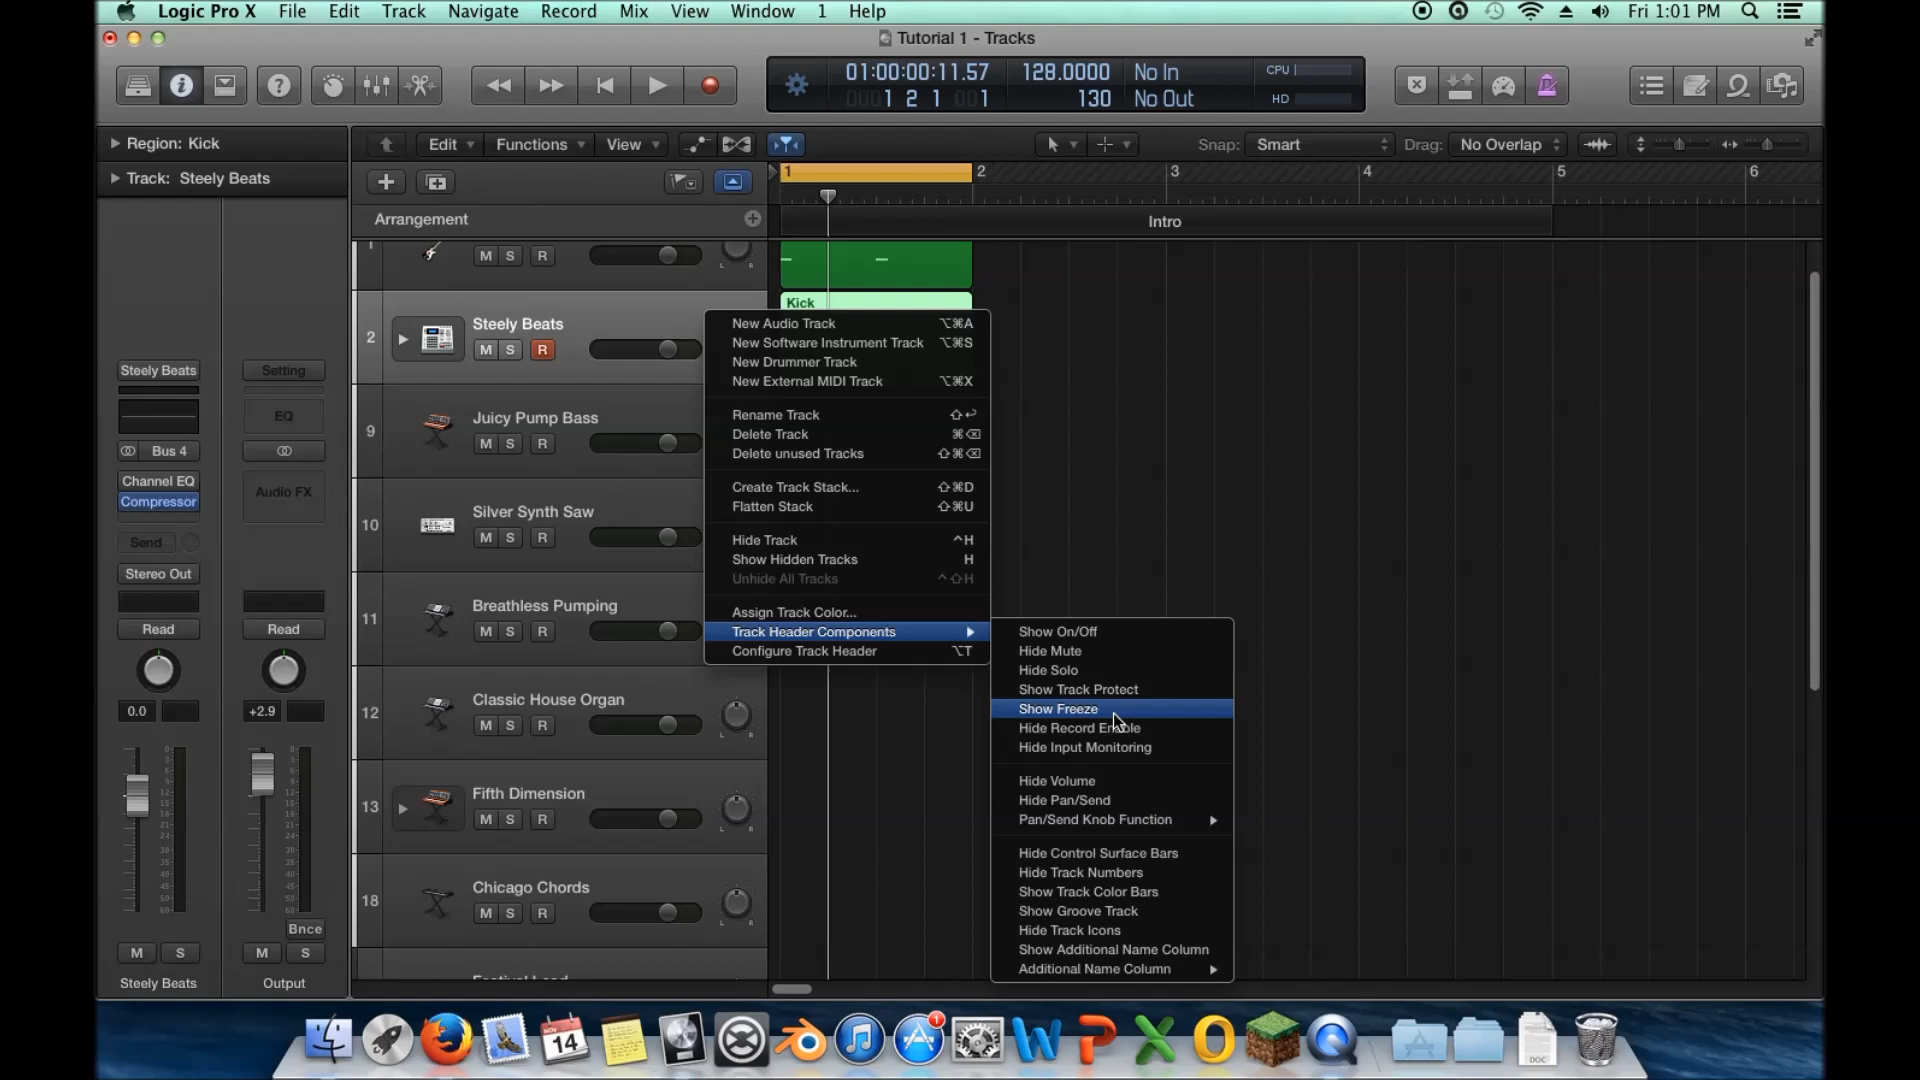 Logic Pro X File Edit Track Navigate Record Mix View Window 1 Help Fri 1:01 PM
Tutorial 1 - Tracks
01:00:00:11.57 128.0000 No In CPU
1 2 1 1 130 No Out HD
Region: Kick
Edit Functions View Snap: Smart Drag: No Overlap
Track: Steely Beats
1 2 3 4 5 6
Arrangement
Intro
1
M S R
L R
Kick
2
Steely Beats
M S R
9
Juicy Pump Bass
M S R
10
Silver Synth Saw
M S R
11
Breathless Pumping
M S R
12
Classic House Organ
M S R
L R
13
Fifth Dimension
M S R
L R
18
Chicago Chords
M S R
L R
New Audio Track ⌥⌘A
New Software Instrument Track ⌥⌘S
New Drummer Track
New External MIDI Track ⌥⌘X
Rename Track ⇧↩
Delete Track ⌘⌫
Delete unused Tracks ⇧⌘⌫
Create Track Stack... ⇧⌘D
Flatten Stack ⇧⌘U
Hide Track ^H
Show Hidden Tracks H
Unhide All Tracks ^⇧H
Assign Track Color...
Track Header Components
Configure Track Header ⌥T
Show On/Off
Hide Mute
Hide Solo
Show Track Protect
Show Freeze
Hide Record Enable
Hide Input Monitoring
Hide Volume
Hide Pan/Send
Pan/Send Knob Function
Hide Control Surface Bars
Hide Track Numbers
Show Track Color Bars
Show Groove Track
Hide Track Icons
Show Additional Name Column
Additional Name Column
Steely Beats Setting
EQ
Bus 4
Channel EQ
Compressor
Audio FX
Send
Stereo Out
Read Read
0.0 +2.9
Bnce
M S M S
Steely Beats Output
NOV
14
1
DOC